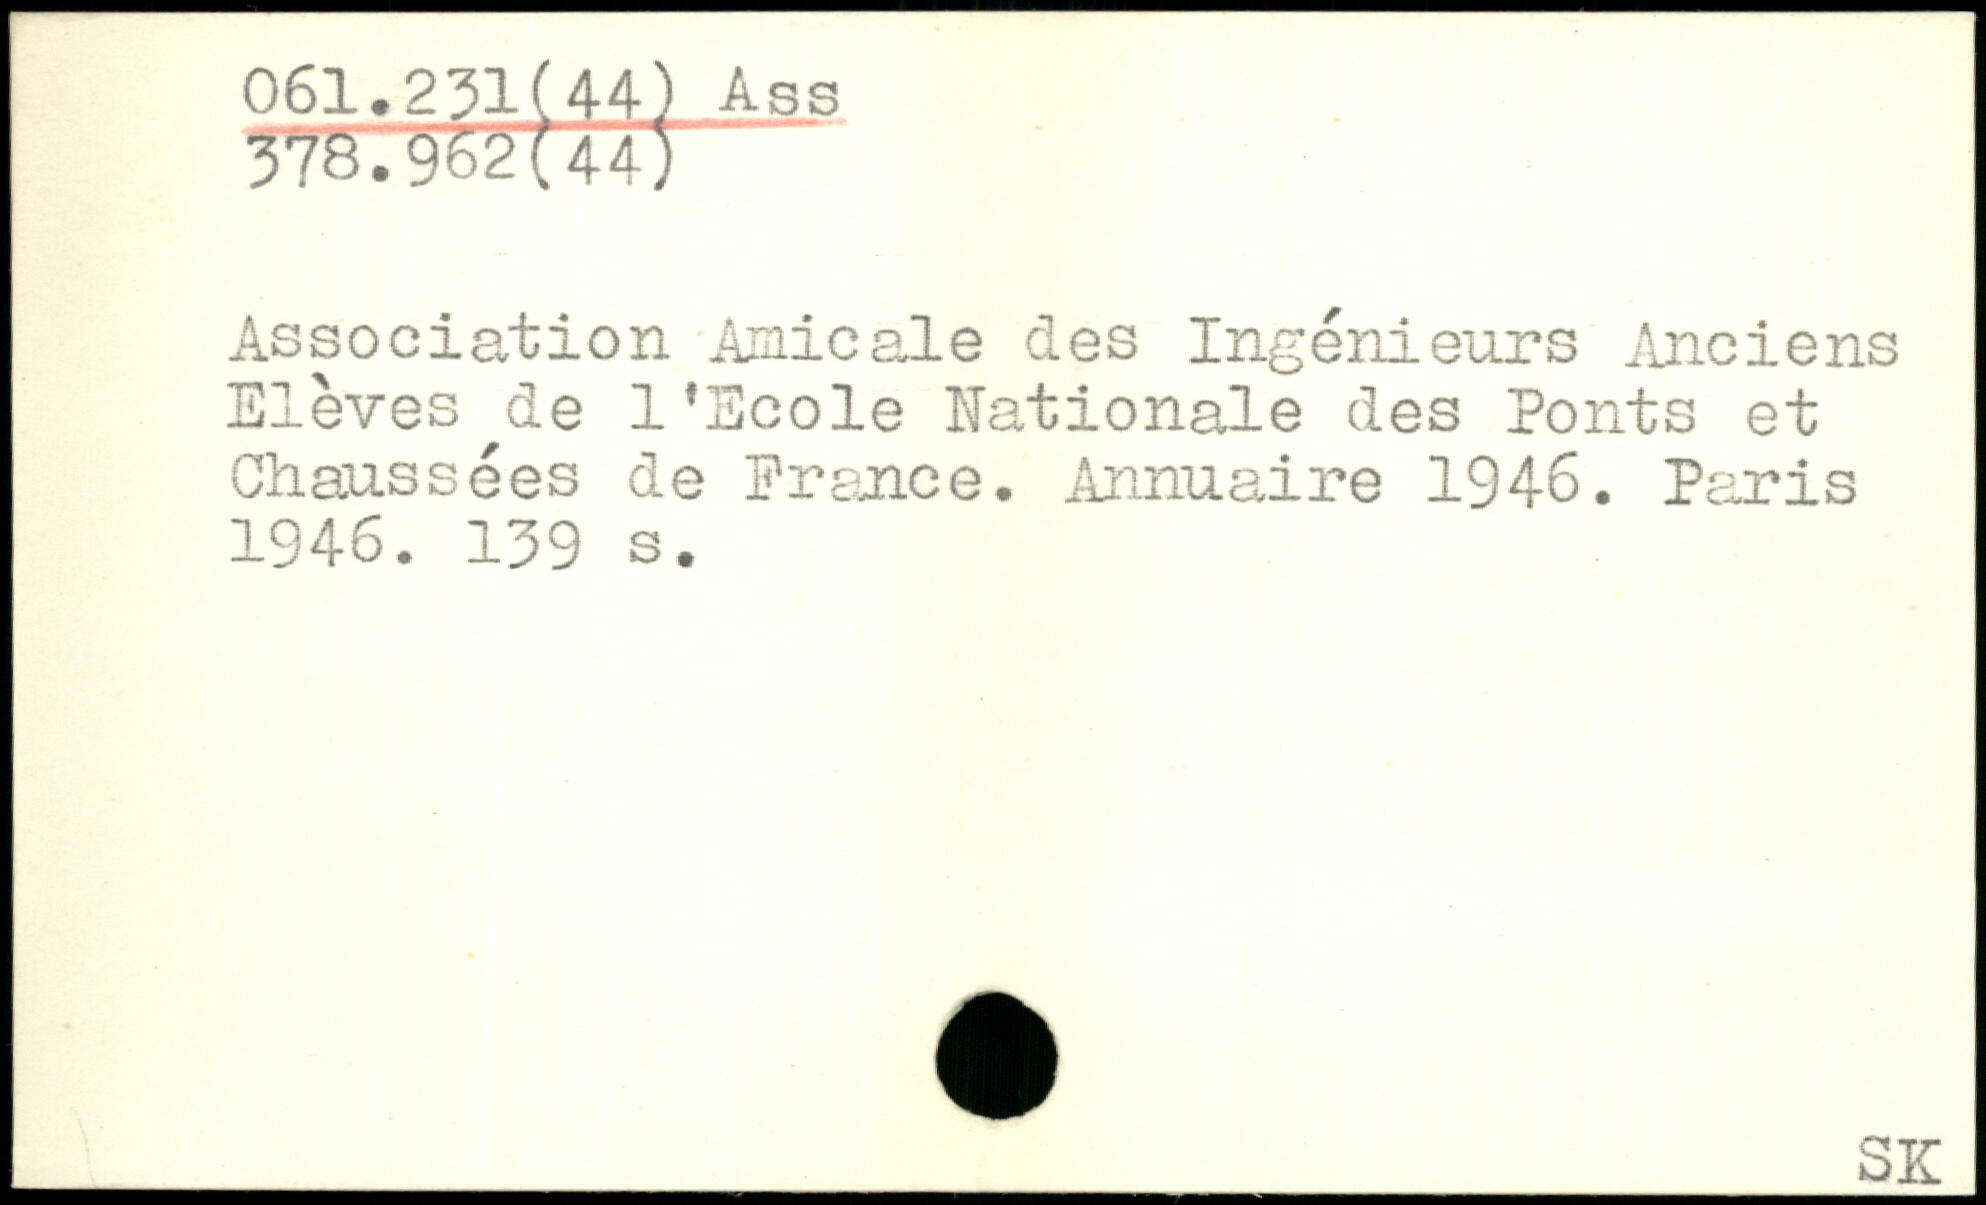 061.231(44) Ass
378.962(44)
Association Amicale des Ingénieurs Anciens
Elèves de l'Ecole Nationale des Ponts et
Chaussées de France. Annuaire 1946. Paris
1946. 139 s.
SK